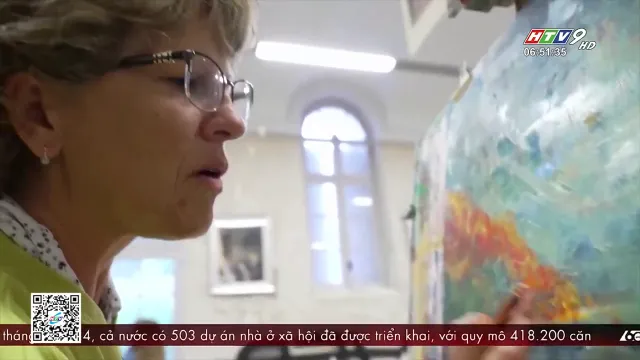 HTV9 HD
06:51:35
tháng 4, cả nước có 503 dự án nhà ở xã hội đã được triển khai, với quy mô 418.200 căn